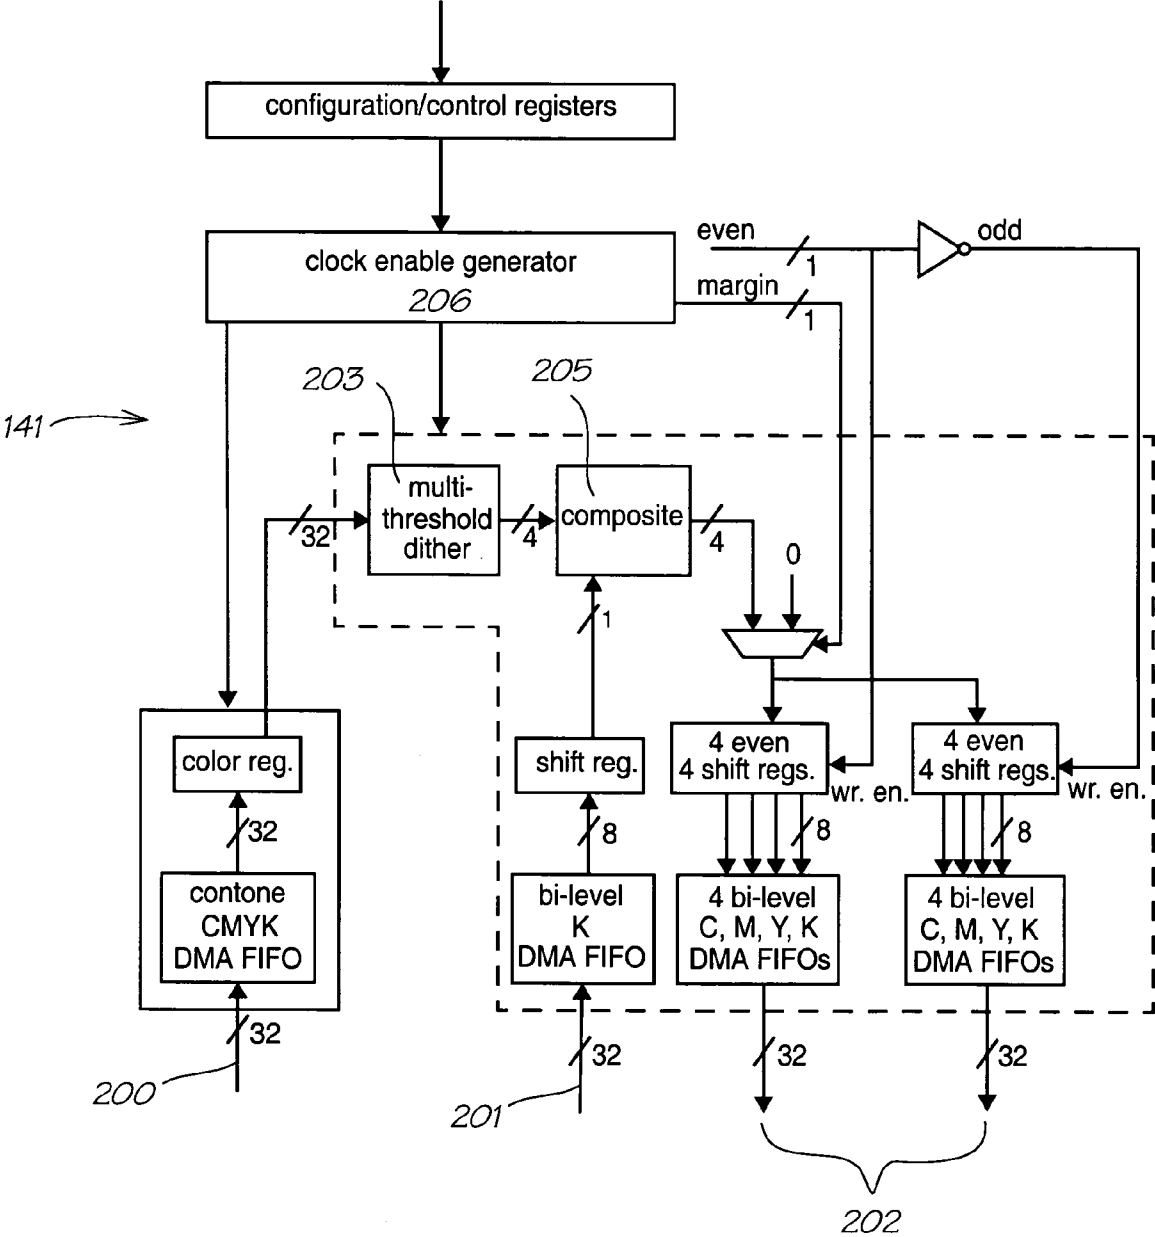 configuration/control registers
clock enable generator
206
even
1
odd
margin
1
141
203
205
multi-
threshold
dither
32
4
composite
4
0
1
color reg.
32
contone
CMYK
DMA FIFO
32
200
shift reg.
8
bi-level
K
DMA FIFO
32
201
4 even
4 shift regs.
wr. en.
8
4 bi-level
C, M, Y, K
DMA FIFOs
32
4 even
4 shift regs.
wr. en.
8
4 bi-level
C, M, Y, K
DMA FIFOs
32
202